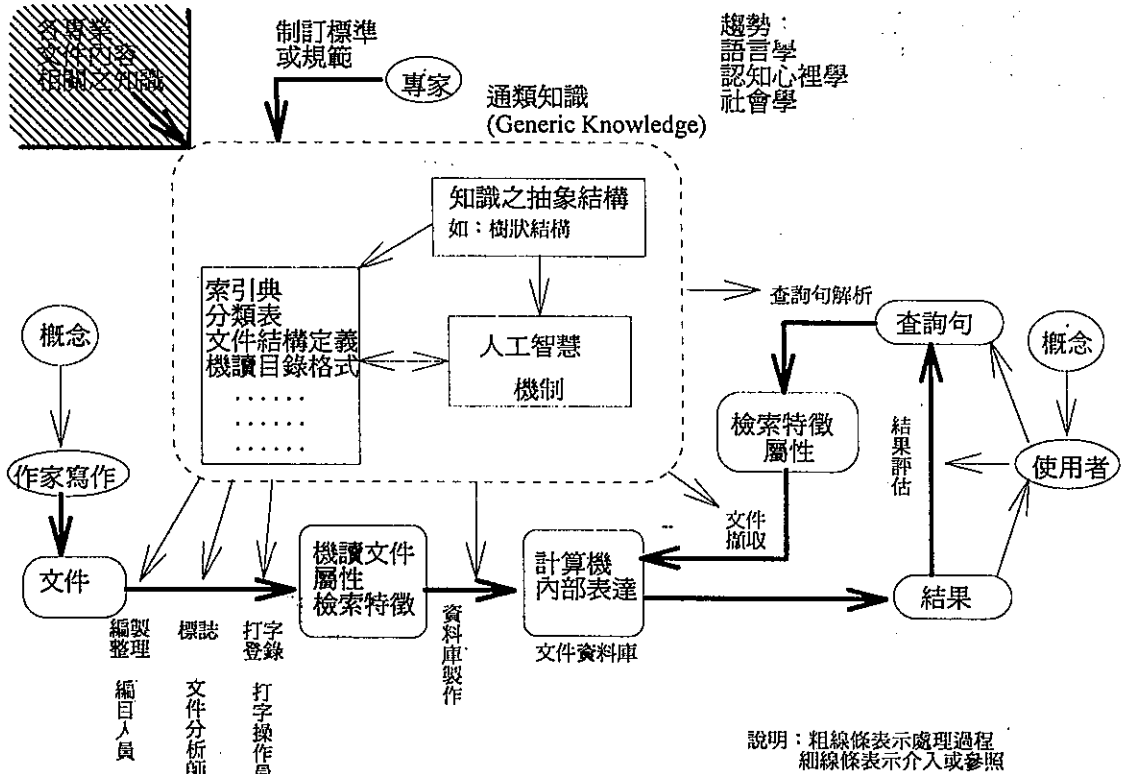 各專業
文件內容
相關之知識
制訂標準
或規範
專家
趨勢：
語言學
認知心裡學
社會學
通類知識
(Generic Knowledge)
知識之抽象結構
如：樹狀結構
索引典
分類表
文件結構定義
機讀目錄格式
......
......
......
人工智慧
機制
查詢句解析
查詢句
概念
概念
檢索特徵
屬性
結果評估
使用者
作家寫作
文件
擷取
文件
機讀文件
屬性
檢索特徵
計算機
內部表達
結果
編製
整理
標誌
打字
登錄
資料庫製作
文件資料庫
編目人員
文件分析師
打字操作員
說明：粗線條表示處理過程
細線條表示介入或參照